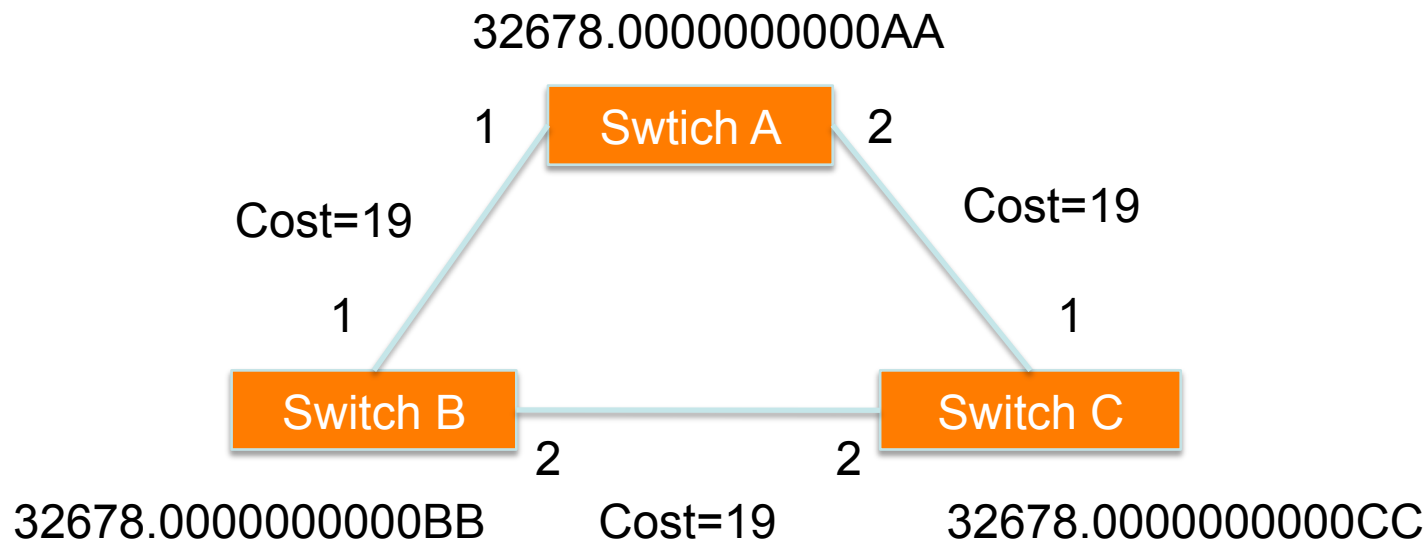 32678.0000000000AA
1 Swtich A 2
Cost=19 Cost=19
1 1
Switch B Switch C
2 2
32678.0000000000BB Cost=19 32678.0000000000CC